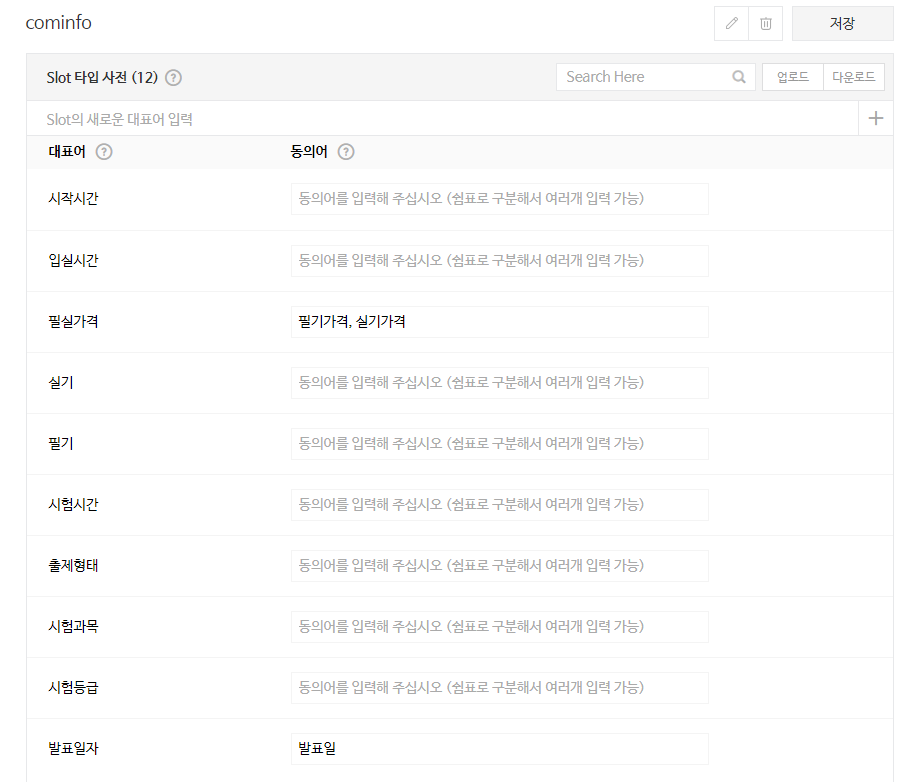 cominfo
저장
Slot 타입 사전 (12) ?
Search Here
업로드
다운로드
Slot의 새로운 대표어 입력
대표어 ? 동의어 ?
시작시간 동의어를 입력해 주십시오 (쉼표로 구분해서 여러개 입력 가능)
입실시간 동의어를 입력해 주십시오 (쉼표로 구분해서 여러개 입력 가능)
필실가격 필기가격, 실기가격
실기 동의어를 입력해 주십시오 (쉼표로 구분해서 여러개 입력 가능)
필기 동의어를 입력해 주십시오 (쉼표로 구분해서 여러개 입력 가능)
시험시간 동의어를 입력해 주십시오 (쉼표로 구분해서 여러개 입력 가능)
출제형태 동의어를 입력해 주십시오 (쉼표로 구분해서 여러개 입력 가능)
시험과목 동의어를 입력해 주십시오 (쉼표로 구분해서 여러개 입력 가능)
시험등급 동의어를 입력해 주십시오 (쉼표로 구분해서 여러개 입력 가능)
발표일자 발표일